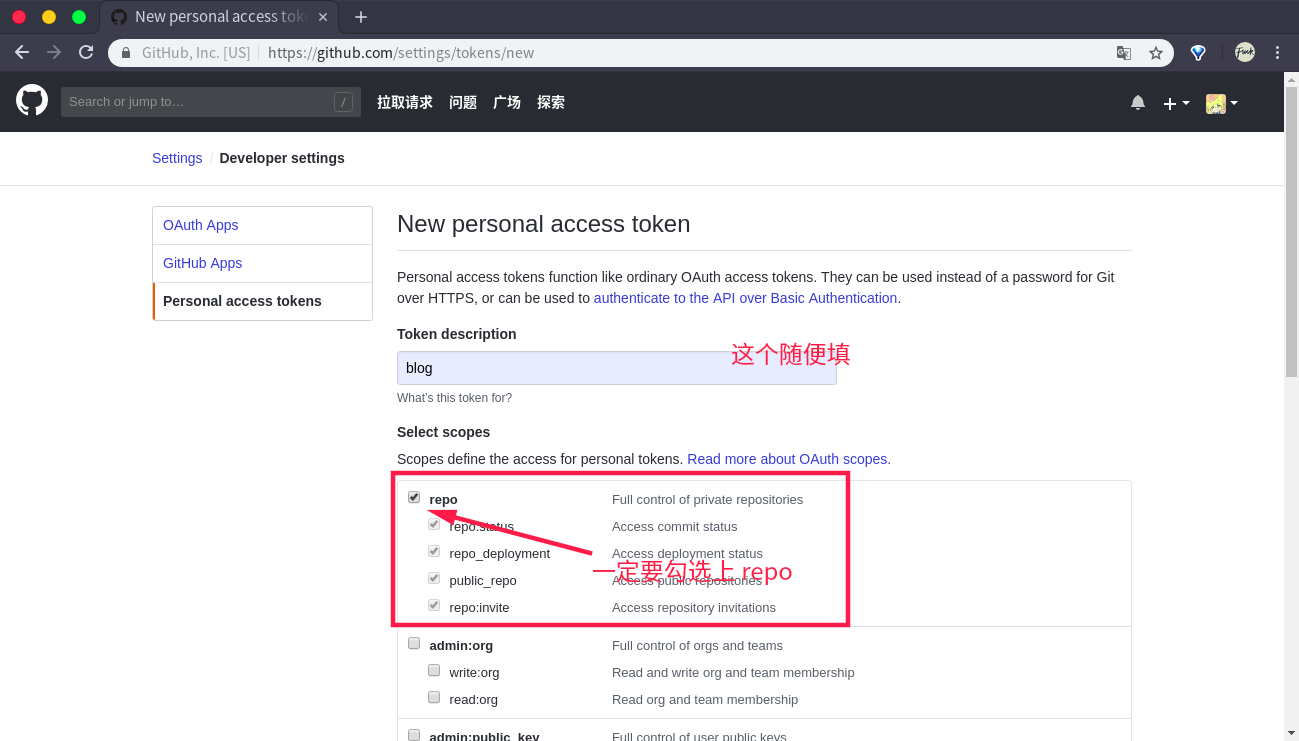 New personal access tok
GitHub, Inc. [US] https://github.com/settings/tokens/new
Search or jump to… / 拉取请求 问题 广场 探索
Settings / Developer settings
OAuth Apps
GitHub Apps
Personal access tokens
New personal access token
Personal access tokens function like ordinary OAuth access tokens. They can be used instead of a password for Git
over HTTPS, or can be used to authenticate to the API over Basic Authentication.
Token description
这个随便填
blog
What's this token for?
Select scopes
Scopes define the access for personal tokens. Read more about OAuth scopes.
repo Full control of private repositories
repo:status Access commit status
repo_deployment Access deployment status
一定要勾选上 repo
public_repo Access public repositories
repo:invite Access repository invitations
admin:org Full control of orgs and teams
write:org Read and write org and team membership
read:org Read org and team membership
admin:public_key Full control of user public keys